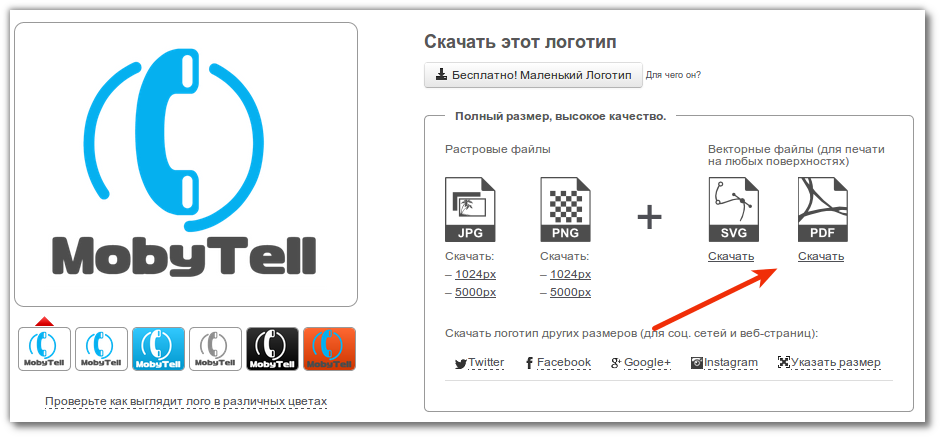 MobyTell
MobyTell MobyTell MobyTell MobyTell MobyTell MobyTell
Проверьте как выглядит лого в различных цветах
Скачать этот логотип
Бесплатно! Маленький Логотип Для чего он?
Полный размер, высокое качество.
Растровые файлы
JPG PNG
Скачать: Скачать:
– 1024px – 1024px
– 5000px – 5000px
+
Векторные файлы (для печати
на любых поверхностях)
SVG PDF
Скачать Скачать
Скачать логотип других размеров (для соц. сетей и веб-страниц):
Twitter Facebook Google+ Instagram Указать размер